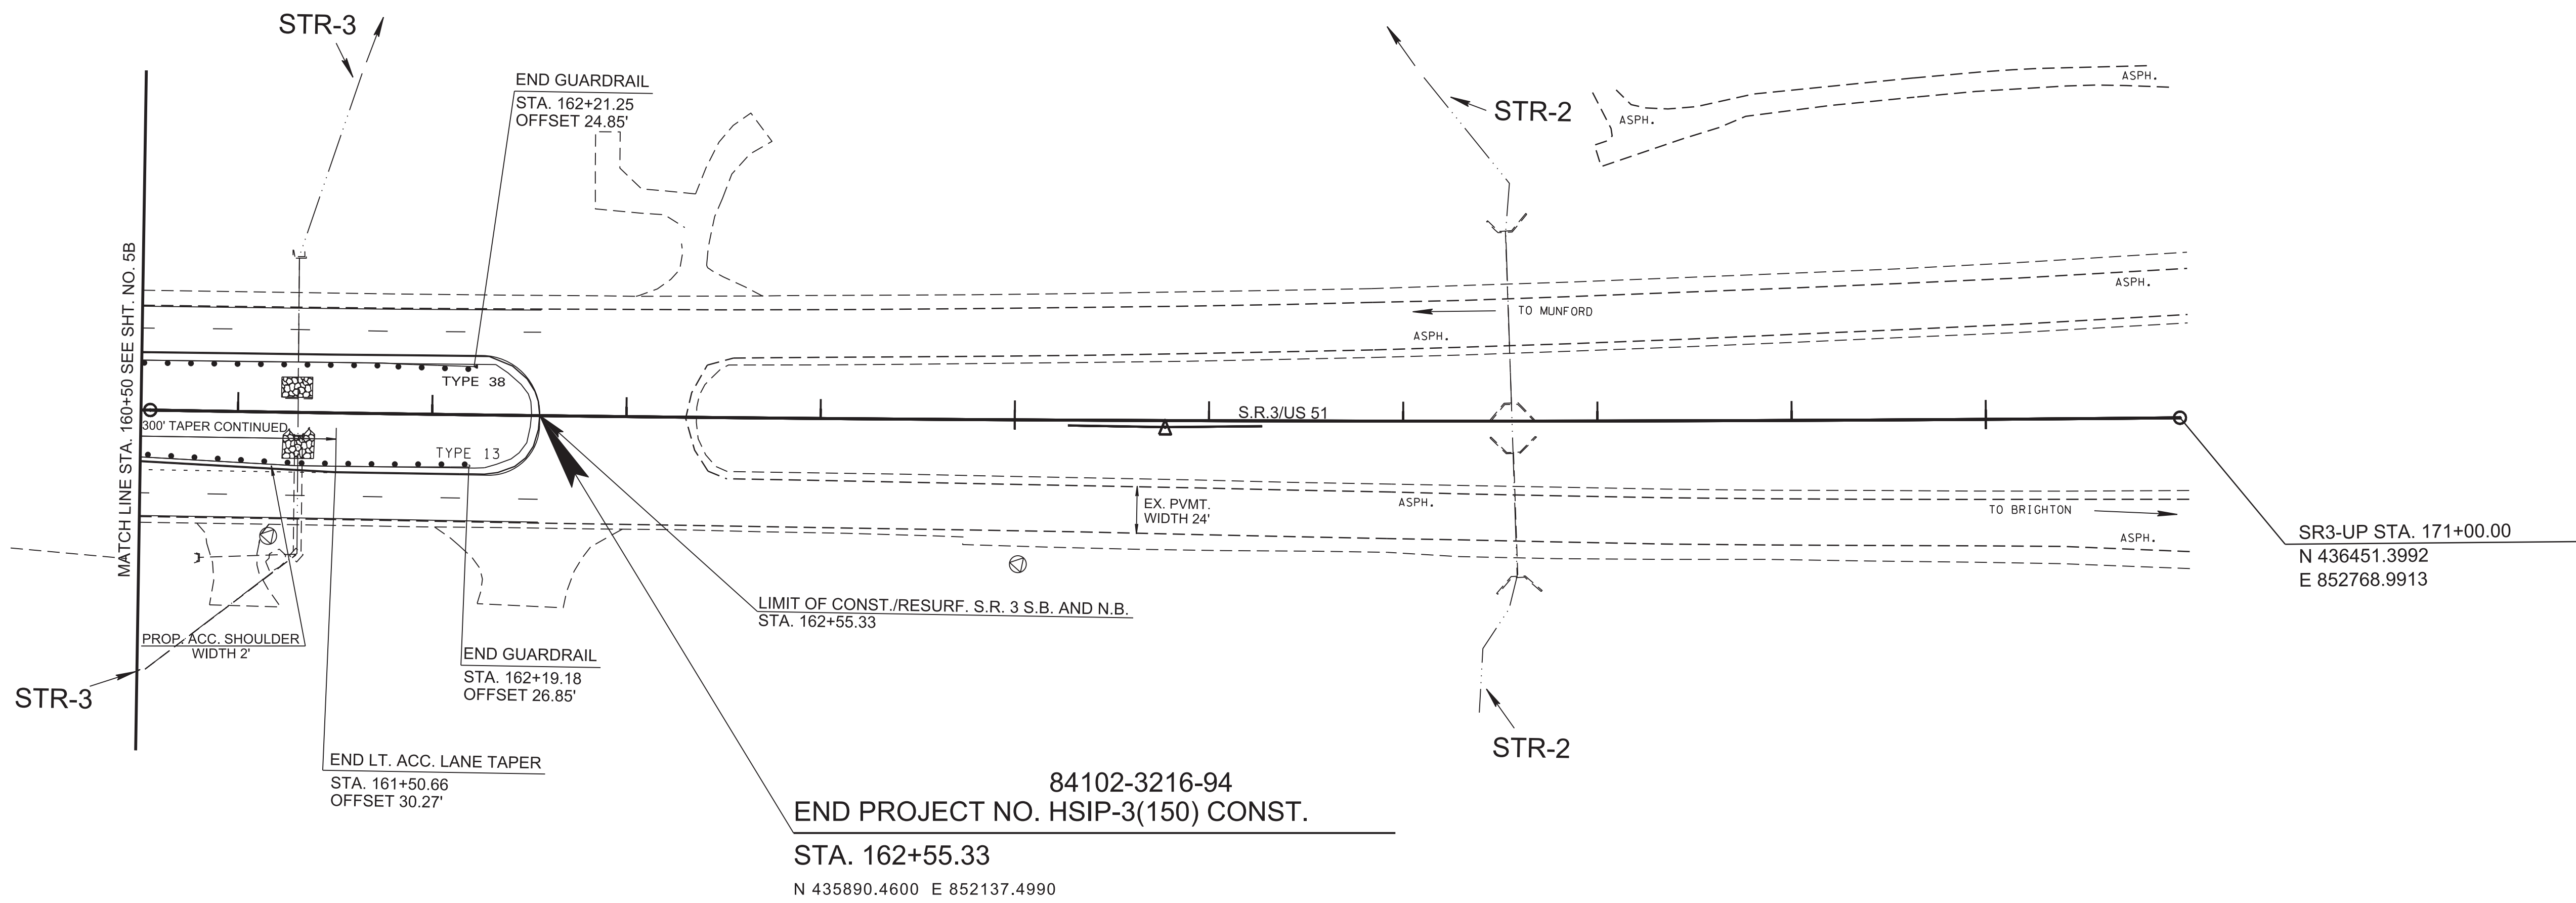 STR-3
END GUARDRAIL
STA. 162+21.25
OFFSET 24.85'
STR-2
ASPH.
ASPH.
MATCH LINE STA. 160+50 SEE SHT. NO. 5B
ASPH.
TO MUNFORD
ASPH.
TYPE 38
S.R.3/US 51
300' TAPER CONTINUED
TYPE 13
EX. PVMT.
WIDTH 24'
ASPH.
TO BRIGHTON
ASPH.
SR3-UP STA. 171+00.00
N 436451.3992
E 852768.9913
LIMIT OF CONST./RESURF. S.R. 3 S.B. AND N.B.
STA. 162+55.33
PROP. ACC. SHOULDER
WIDTH 2'
END GUARDRAIL
STA. 162+19.18
OFFSET 26.85'
STR-3
STR-2
END LT. ACC. LANE TAPER
STA. 161+50.66
OFFSET 30.27'
84102-3216-94
END PROJECT NO. HSIP-3(150) CONST.
STA. 162+55.33
N 435890.4600 E 852137.4990